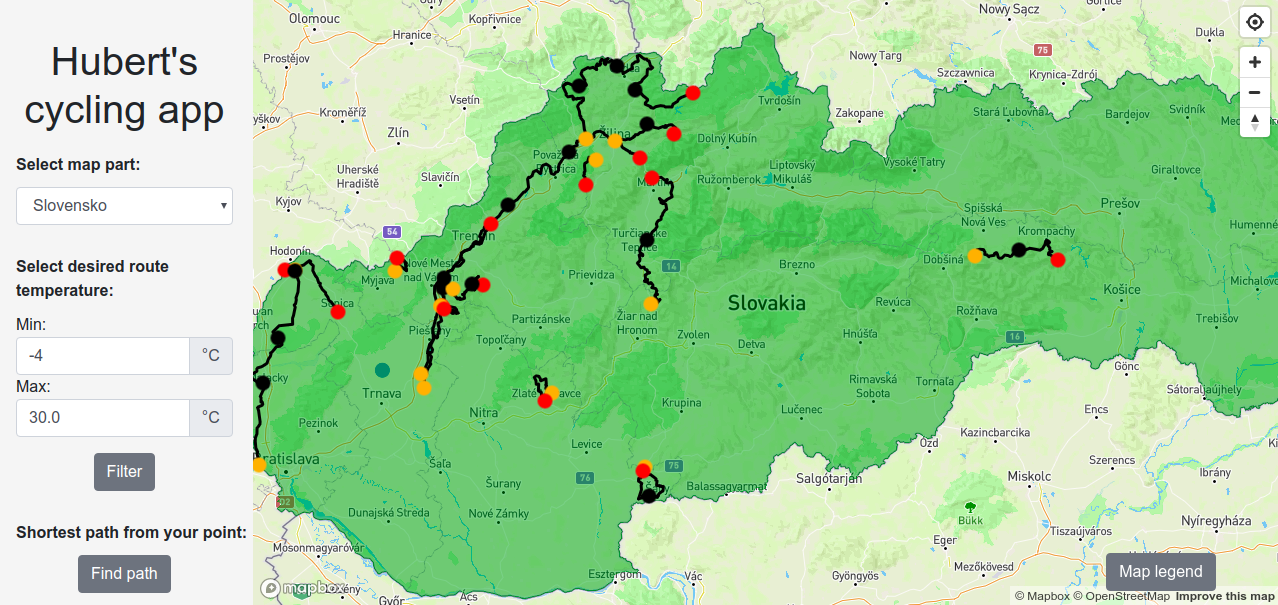 Hubert's
cycling app
Select map part:
Slovensko
Select desired route
temperature:
Min:
-4
°C
Max:
30.0
°C
Filter
Shortest path from your point:
Find path
Olomouc
Kopřivnice
Hranice
Prostějov
Nowy Sącz
Gorlice
Dukla
Nowy Targ
75
Szczawnica
Krynica-Zdrój
Vsetín
Kroměříž
Zlín
Tvrdošín
Zakopane
Stará Ľubovňa
Bardejov
Svidník
Žilina
Dolný Kubín
Považská
Bystrica
Vysoké Tatry
Liptovský
Mikuláš
Giraltovce
Uherské
Hradiště
Slavičín
Ružomberok
Martin
Kyjov
Spišská
Nová Ves
Prešov
54
Trenčín
Turčianske
Teplice
Krompachy
Humenné
Hodonín
Dobšiná
Nové Mesto
nad Váhom
14
Brezno
Myjava
Prievidza
Michalovce
Košice
Senica
Slovakia
Revúca
Rožňava
Partizánske
Žiar nad
Hronom
Trebišov
Piešťany
Topoľčany
Zvolen
Detva
Hnúšťa
16
Gönc
Trnava
Zlaté Moravce
Rimavská
Sobota
Tornaľa
Sátoraljaújhely
Nitra
Krupina
Lučenec
Encs
Pezinok
Levice
Ózd
Kazincbarcika
Bratislava
Šaľa
75
Szerencs
76
Miskolc
Ibrány
Salgótarján
Šurany
Balassagyarmat
D2
Dunajská Streda
Nové Zámky
Bükk
Nyíregyháza
Tiszaújváros
Eger
Mosonmagyaróvár
Mezőkövesd
Esztergom
Vác
Gyöngyös
Map legend
mapbox
Győr
Ács
© Mapbox © OpenStreetMap Improve this map